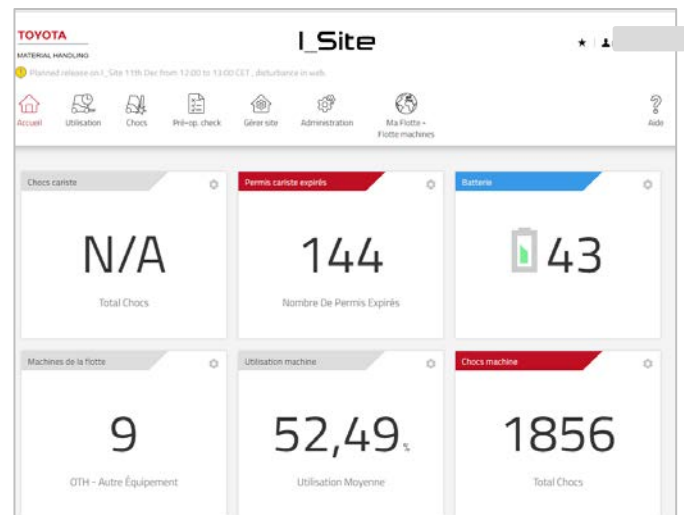 TOYOTA
MATERIAL HANDLING
I_Site
Planned release on I_Site 11th Dec from 12:00 to 13:00 CET , disturbance in web.
Accueil
Utilisation
Chocs
Pré-op. check
Gérer site
Administration
Ma Flotte -
Flotte machines
Aide
Chocs cariste
N/A
Total Chocs
Permis cariste expirés
144
Nombre De Permis Expirés
Batterie
43
Machines de la flotte
9
OTH - Autre Équipement
Utilisation machine
52,49%
Utilisation Moyenne
Chocs machine
1856
Total Chocs